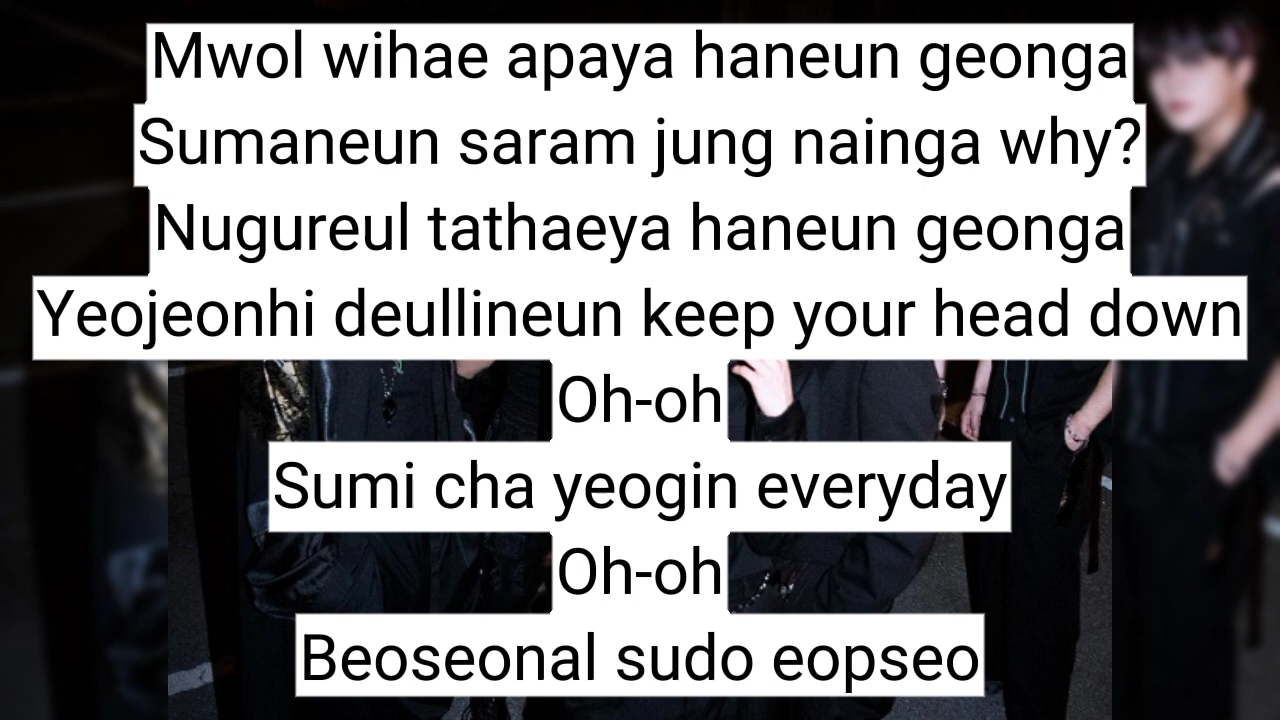 Mwol wihae apaya haneun geonga
Sumaneun saram jung nainga why?
Nugureul tathaeya haneun geonga
Yeojeonhi deullineun keep your head down
Oh-oh
Sumi cha yeogin everyday
Oh-oh
Beoseonal sudo eopseo